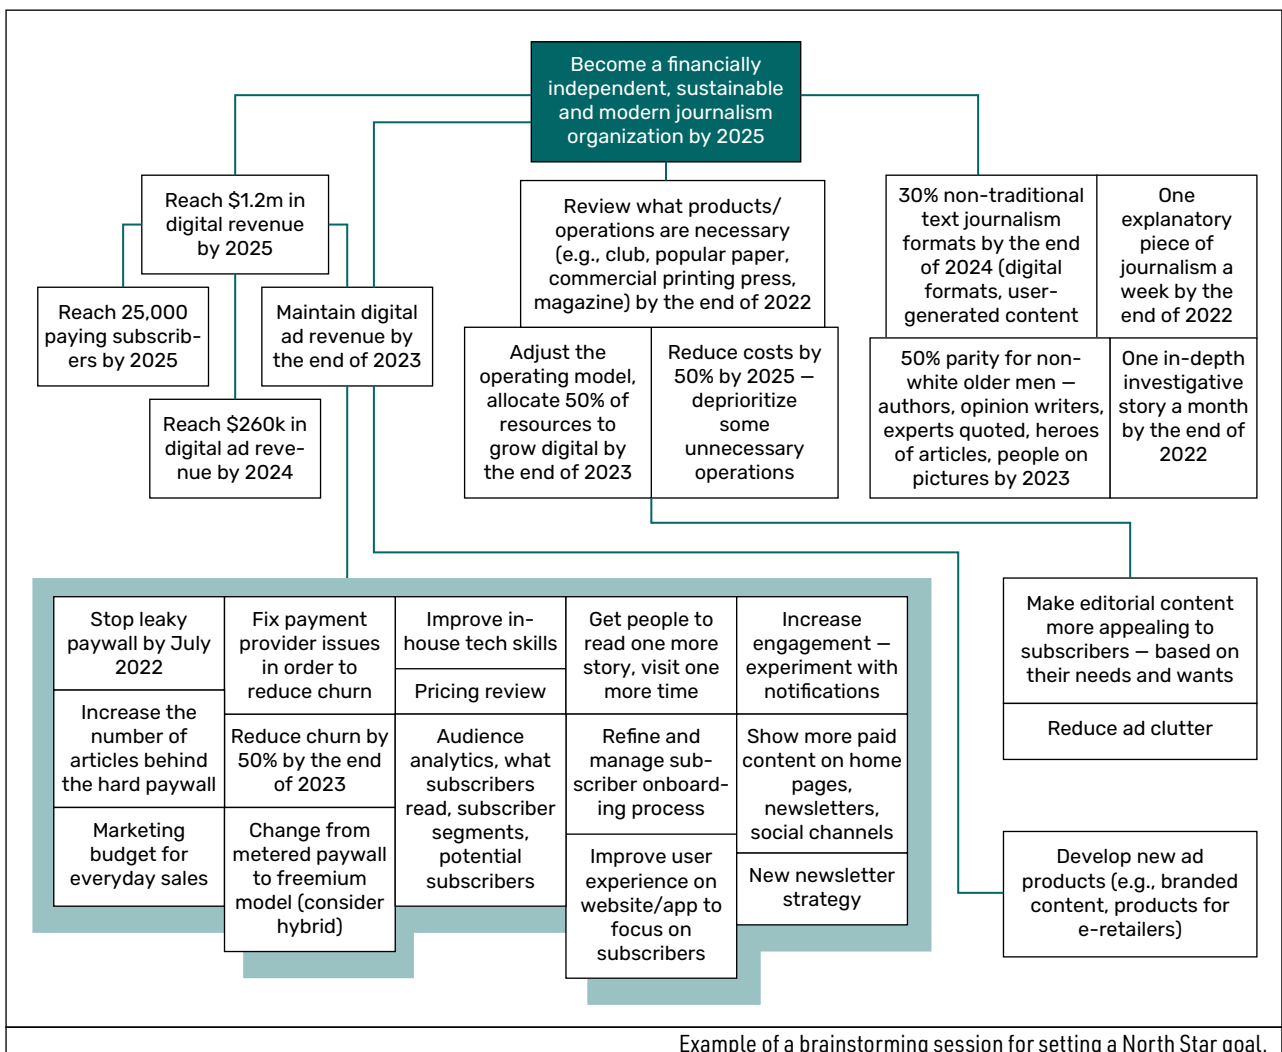 Become a financially
independent, sustainable
and modern journalism
organization by 2025
Reach $1.2m in
digital revenue
by 2025
Reach 25,000
paying subscrib-
ers by 2025
Maintain digital
ad revenue by
the end of 2023
Reach $260k in
digital ad reve-
nue by 2024
Review what products/
operations are necessary
(e.g., club, popular paper,
commercial printing press,
magazine) by the end of 2022
Adjust the
operating model,
allocate 50% of
resources to
grow digital by
the end of 2023
Reduce costs by
50% by 2025 —
deprioritize
some
unnecessary
operations
30% non-traditional
text journalism
formats by the end
of 2024 (digital
formats, user-
generated content
One
explanatory
piece of
journalism a
week by the
end of 2022
50% parity for non-
white older men —
authors, opinion writers,
experts quoted, heroes
of articles, people on
pictures by 2023
One in-depth
investigative
story a month
by the end of
2022
Stop leaky
paywall by July
2022
Increase the
number of
articles behind
the hard paywall
Marketing
budget for
everyday sales
Fix payment
provider issues
in order to
reduce churn
Reduce churn by
50% by the end
of 2023
Change from
metered paywall
to freemium
model (consider
hybrid)
Improve in-
house tech skills
Pricing review
Audience
analytics, what
subscribers
read, subscriber
segments,
potential
subscribers
Get people to
read one more
story, visit one
more time
Refine and
manage sub-
scriber onboard-
ing process
Improve user
experience on
website/app to
focus on
subscribers
Increase
engagement —
experiment with
notifications
Show more paid
content on home
pages,
newsletters,
social channels
New newsletter
strategy
Make editorial content
more appealing to
subscribers — based on
their needs and wants
Reduce ad clutter
Develop new ad
products (e.g., branded
content, products for
e-retailers)
Example of a brainstorming session for setting a North Star goal.